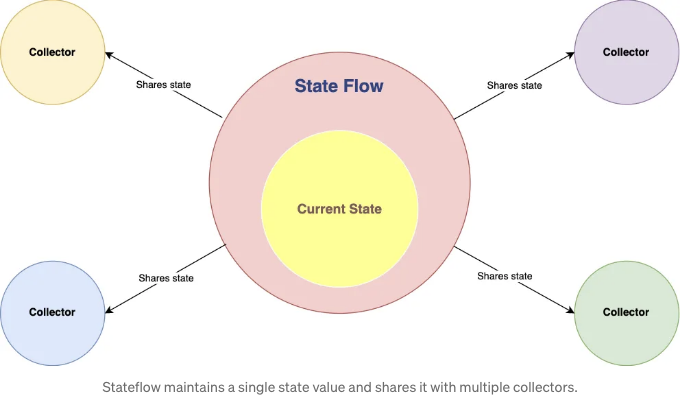 Collector
Collector
State Flow
Shares state
Shares state
Current State
Shares state
Shares state
Collector
Collector
Stateflow maintains a single state value and shares it with multiple collectors.